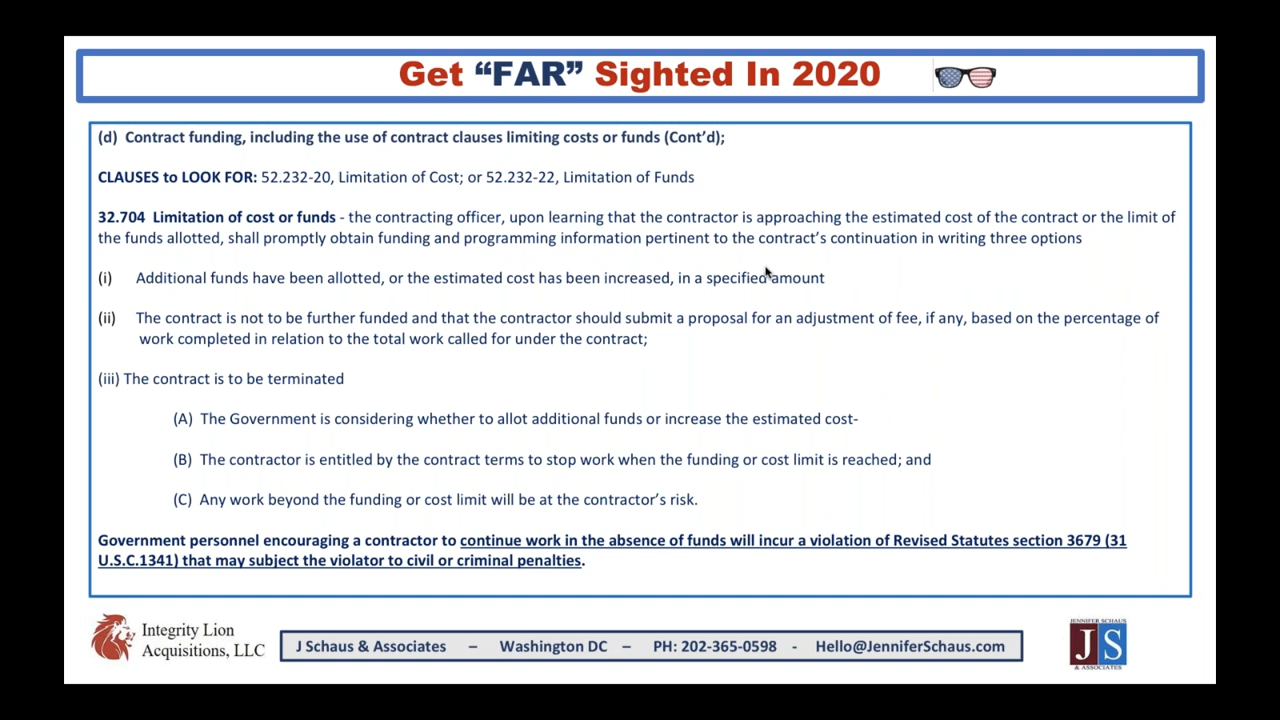 Get “FAR” Sighted In 2020
(d) Contract funding, including the use of contract clauses limiting costs or funds (Cont’d);
CLAUSES to LOOK FOR: 52.232-20, Limitation of Cost; or 52.232-22, Limitation of Funds
32.704 Limitation of cost or funds - the contracting officer, upon learning that the contractor is approaching the estimated cost of the contract or the limit of
the funds allotted, shall promptly obtain funding and programming information pertinent to the contract’s continuation in writing three options
(i) Additional funds have been allotted, or the estimated cost has been increased, in a specified amount
(ii) The contract is not to be further funded and that the contractor should submit a proposal for an adjustment of fee, if any, based on the percentage of
work completed in relation to the total work called for under the contract;
(iii) The contract is to be terminated
(A) The Government is considering whether to allot additional funds or increase the estimated cost-
(B) The contractor is entitled by the contract terms to stop work when the funding or cost limit is reached; and
(C) Any work beyond the funding or cost limit will be at the contractor’s risk.
Government personnel encouraging a contractor to continue work in the absence of funds will incur a violation of Revised Statutes section 3679 (31
U.S.C.1341) that may subject the violator to civil or criminal penalties.
Integrity Lion
Acquisitions, LLC
J Schaus & Associates – Washington DC – PH: 202-365-0598 - Hello@JenniferSchaus.com
JENNIFER SCHAUS
JS
& ASSOCIATES